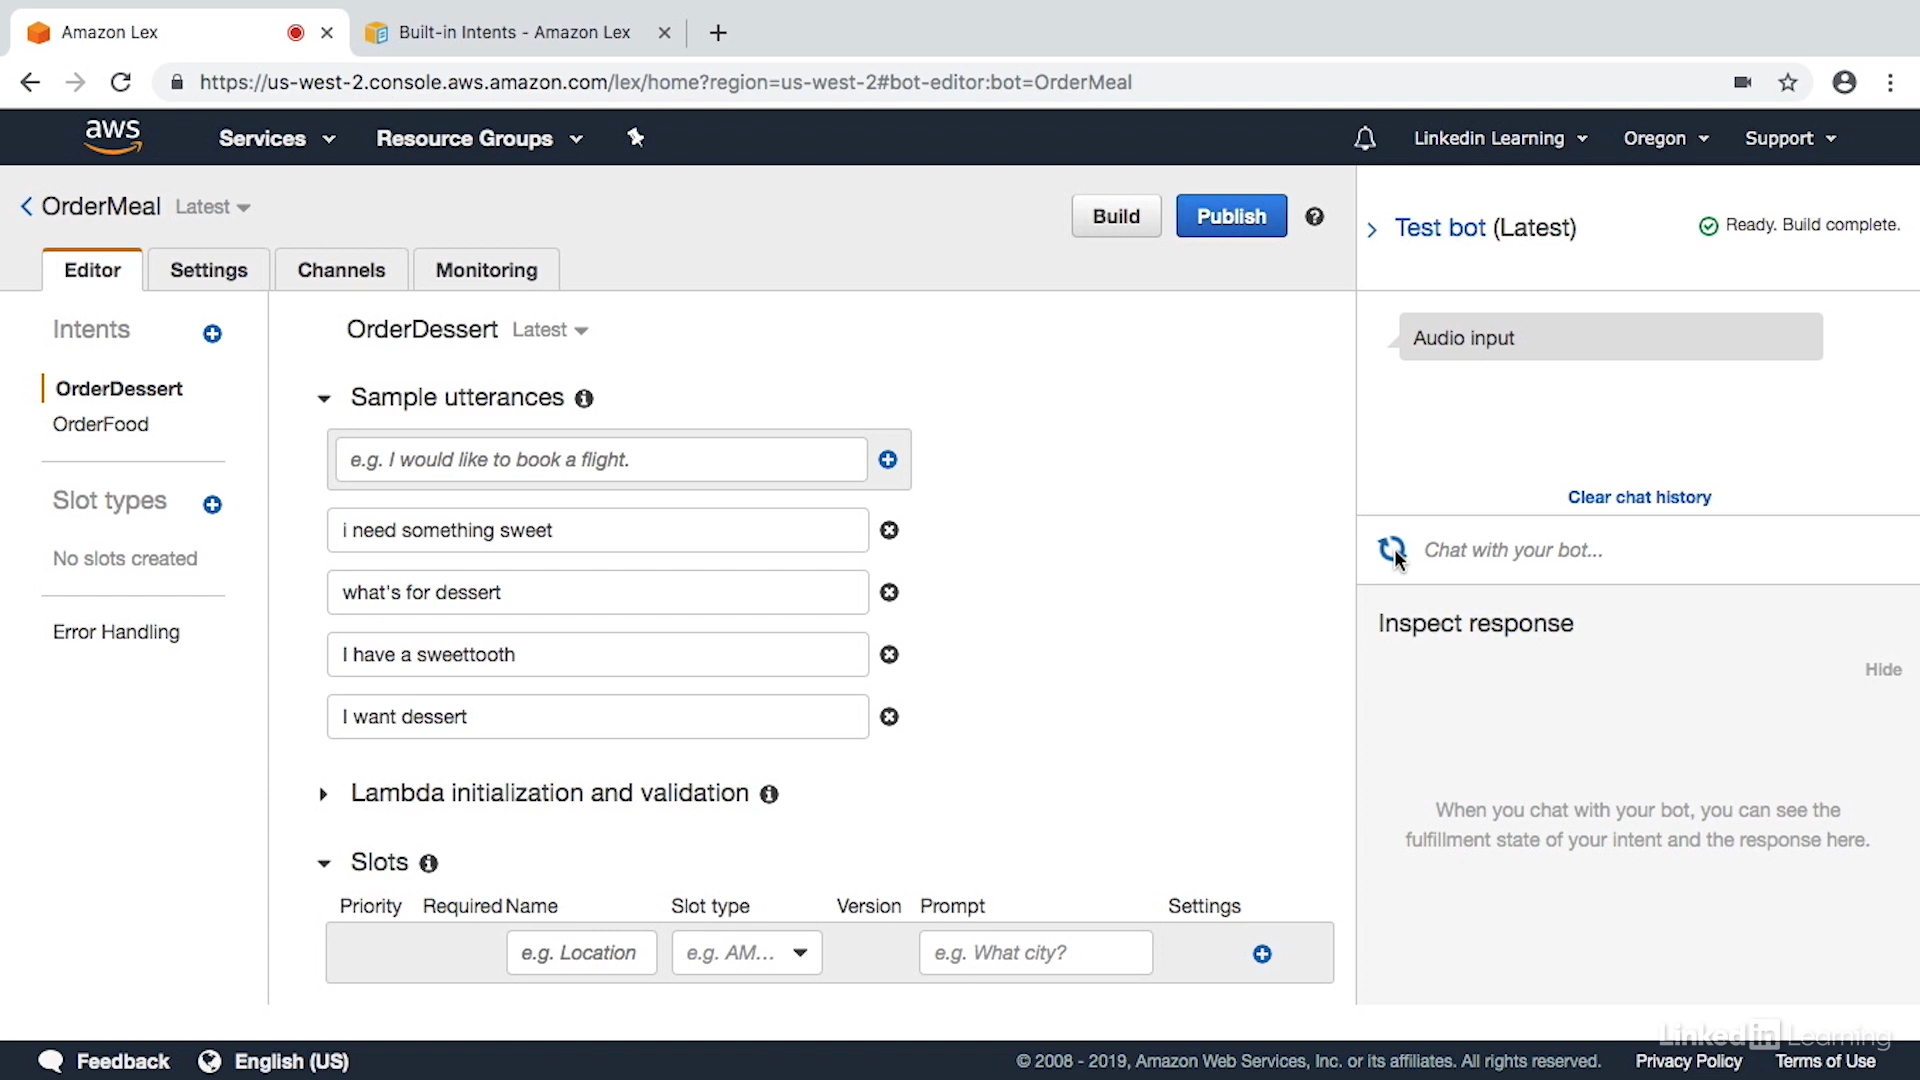 Amazon Lex
Built-in Intents - Amazon Lex
https://us-west-2.console.aws.amazon.com/lex/home?region=us-west-2#bot-editor:bot=OrderMeal
aws
Services
Resource Groups
Linkedin Learning
Oregon
Support
OrderMeal
Latest
Build
Publish
Test bot (Latest)
Ready. Build complete.
Editor
Settings
Channels
Monitoring
Intents
OrderDessert
OrderFood
Slot types
No slots created
Error Handling
OrderDessert Latest
Sample utterances
e.g. I would like to book a flight.
i need something sweet
what's for dessert
I have a sweettooth
I want dessert
Lambda initialization and validation
Slots
Priority
Required
Name
Slot type
Version
Prompt
Settings
e.g. Location
e.g. AM...
e.g. What city?
Audio input
Clear chat history
Chat with your bot...
Inspect response
Hide
When you chat with your bot, you can see the
fulfillment state of your intent and the response here.
Linked in Learning
Feedback
English (US)
© 2008 - 2019, Amazon Web Services, Inc. or its affiliates. All rights reserved.
Privacy Policy
Terms of Use